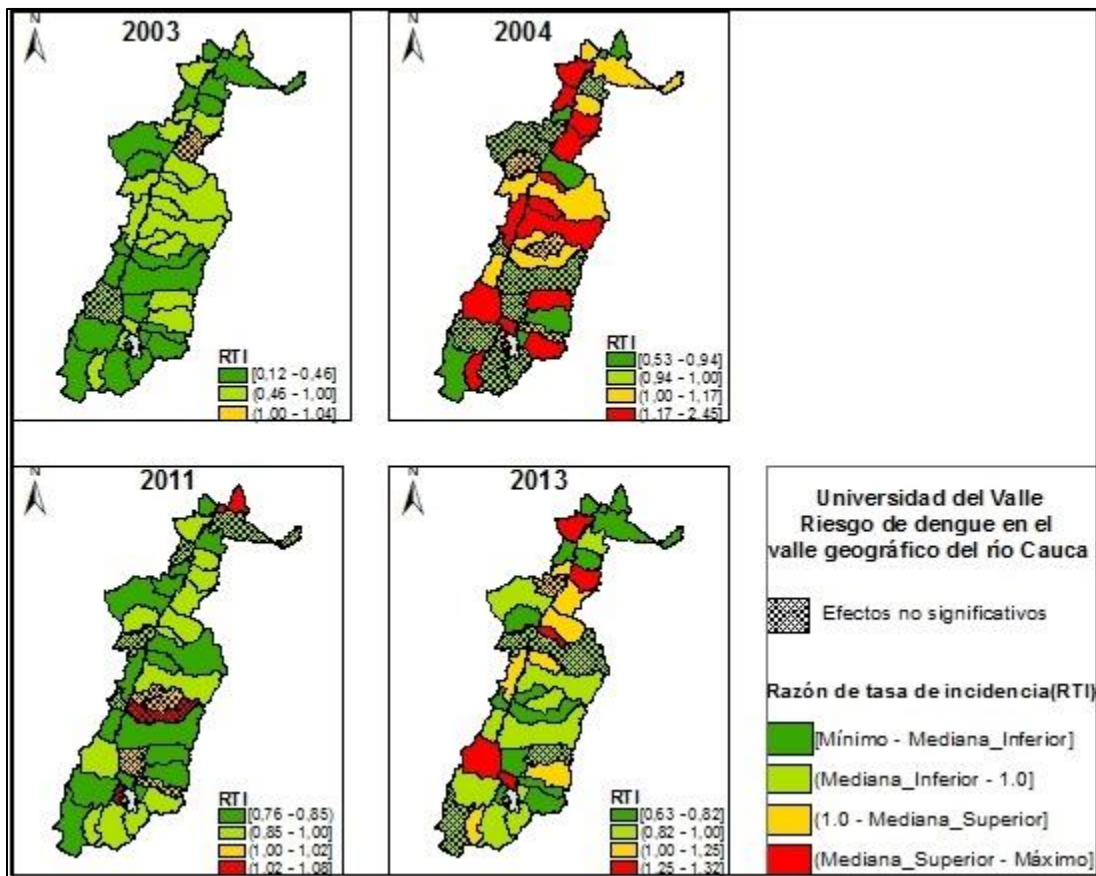 N
2003
RTI
[0,12 -0,46]
(0,46 - 1,00]
(1,00 - 1,04]
N
2004
RTI
[0,53 -0,94]
(0,94 - 1,00]
(1,00 - 1,17]
(1,17 - 2,45]
N
2011
RTI
[0,76 -0,85)
(0,85 - 1,00]
(1,00 - 1,02]
(1,02 - 1,08]
N
2013
RTI
[0,63 -0,82]
(0,82 - 1,00]
(1,00 - 1,25]
(1,25 - 1,32]
Universidad del Valle
Riesgo de dengue en el
valle geográfico del río Cauca
Efectos no significativos
Razón de tasa de incidencia(RTI)
[Mínimo - Mediana_Inferior]
(Mediana_Inferior - 1.0]
(1.0 - Mediana_Superior]
(Mediana_Superior - Máximo]